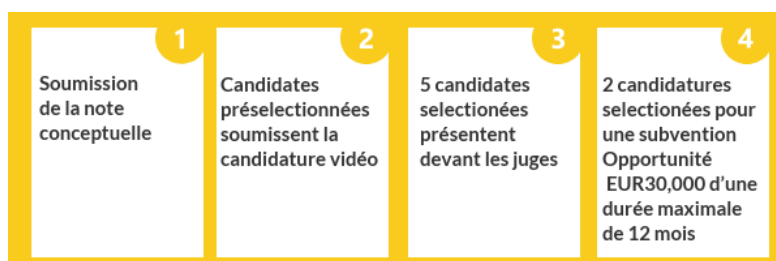 1
Soumission
de la note
conceptuelle
2
Candidates
préselectionnées
soumissent la
candidature vidéo
3
5 candidates
selectionées
présentent
devant les juges
4
2 candidatures
selectionées pour
une subvention
Opportunité
EUR30,000 d’une
durée maximale
de 12 mois